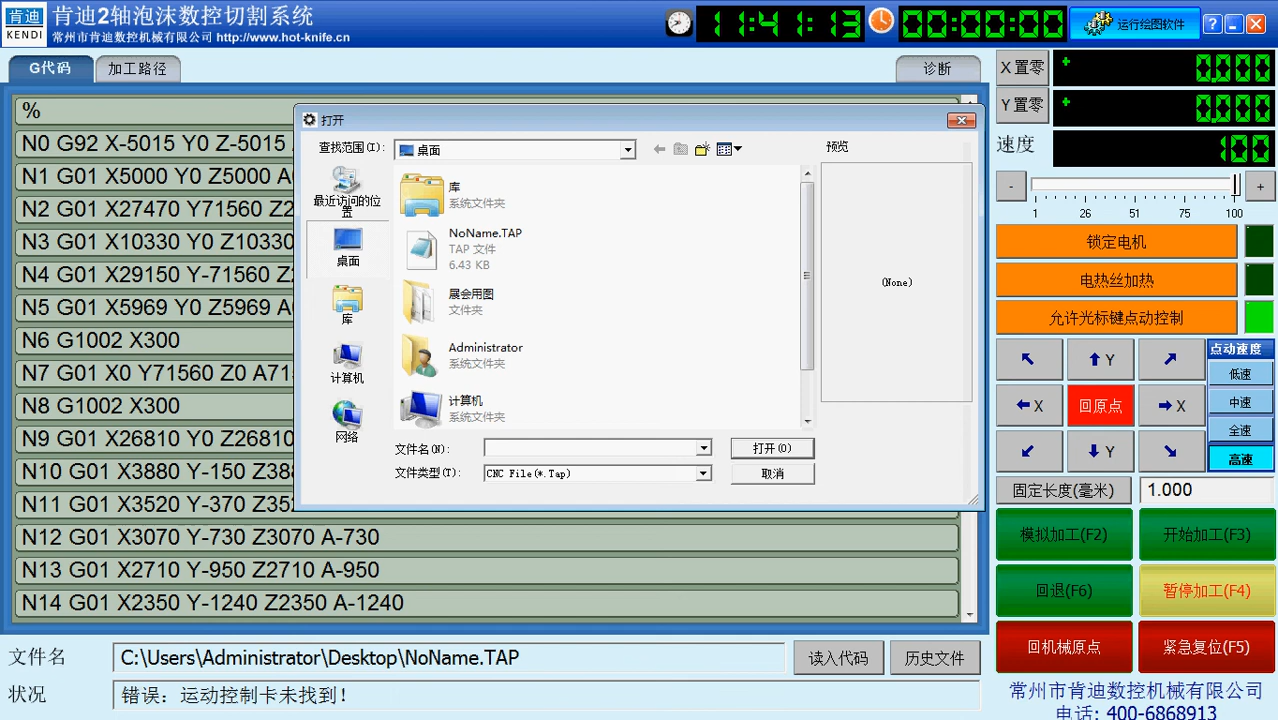 肯迪
KENDI
肯迪2轴泡沫数控切割系统
常州市肯迪数控机械有限公司 http://www.hot-knife.cn
11:41:13
00:00:00
运行绘图软件
G代码
加工路径
诊断
%
N0 G92 X-5015 Y0 Z-5015
N1 G01 X5000 Y0 Z5000
N2 G01 X27470 Y71560
N3 G01 X10330 Y0 Z10330
N4 G01 X29150 Y-71560
N5 G01 X5969 Y0 Z5969
N6 G1002 X300
N7 G01 X0 Y71560 Z0
N8 G1002 X300
N9 G01 X26810 Y0 Z26810
N10 G01 X3880 Y-150
N11 G01 X3520 Y-370
N12 G01 X3070 Y-730 Z3070 A-730
N13 G01 X2710 Y-950 Z2710 A-950
N14 G01 X2350 Y-1240 Z2350 A-1240
打开
查找范围(I):
桌面
预览
最近访问的位置
桌面
库
计算机
网络
库
系统文件夹
NoName.TAP
TAP 文件
6.43 KB
展会用图
文件夹
Administrator
系统文件夹
计算机
系统文件夹
(None)
文件名(N):
打开(O)
文件类型(T):
CNC File(*.Tap)
取消
X 置零
+
0.000
Y 置零
+
0.000
速度
100
-
+
1 26 51 75 100
锁定电机
电热丝加热
允许光标键点动控制
点动速度
低速
中速
全速
高速
Y
X
回原点
X
Y
固定长度(毫米)
1.000
模拟加工(F2)
开始加工(F3)
回退(F6)
暂停加工(F4)
回机械原点
紧急复位(F5)
文件名
C:\Users\Administrator\Desktop\NoName.TAP
读入代码
历史文件
状况
错误: 运动控制卡未找到!
常州市肯迪数控机械有限公司
电话: 400-6868913